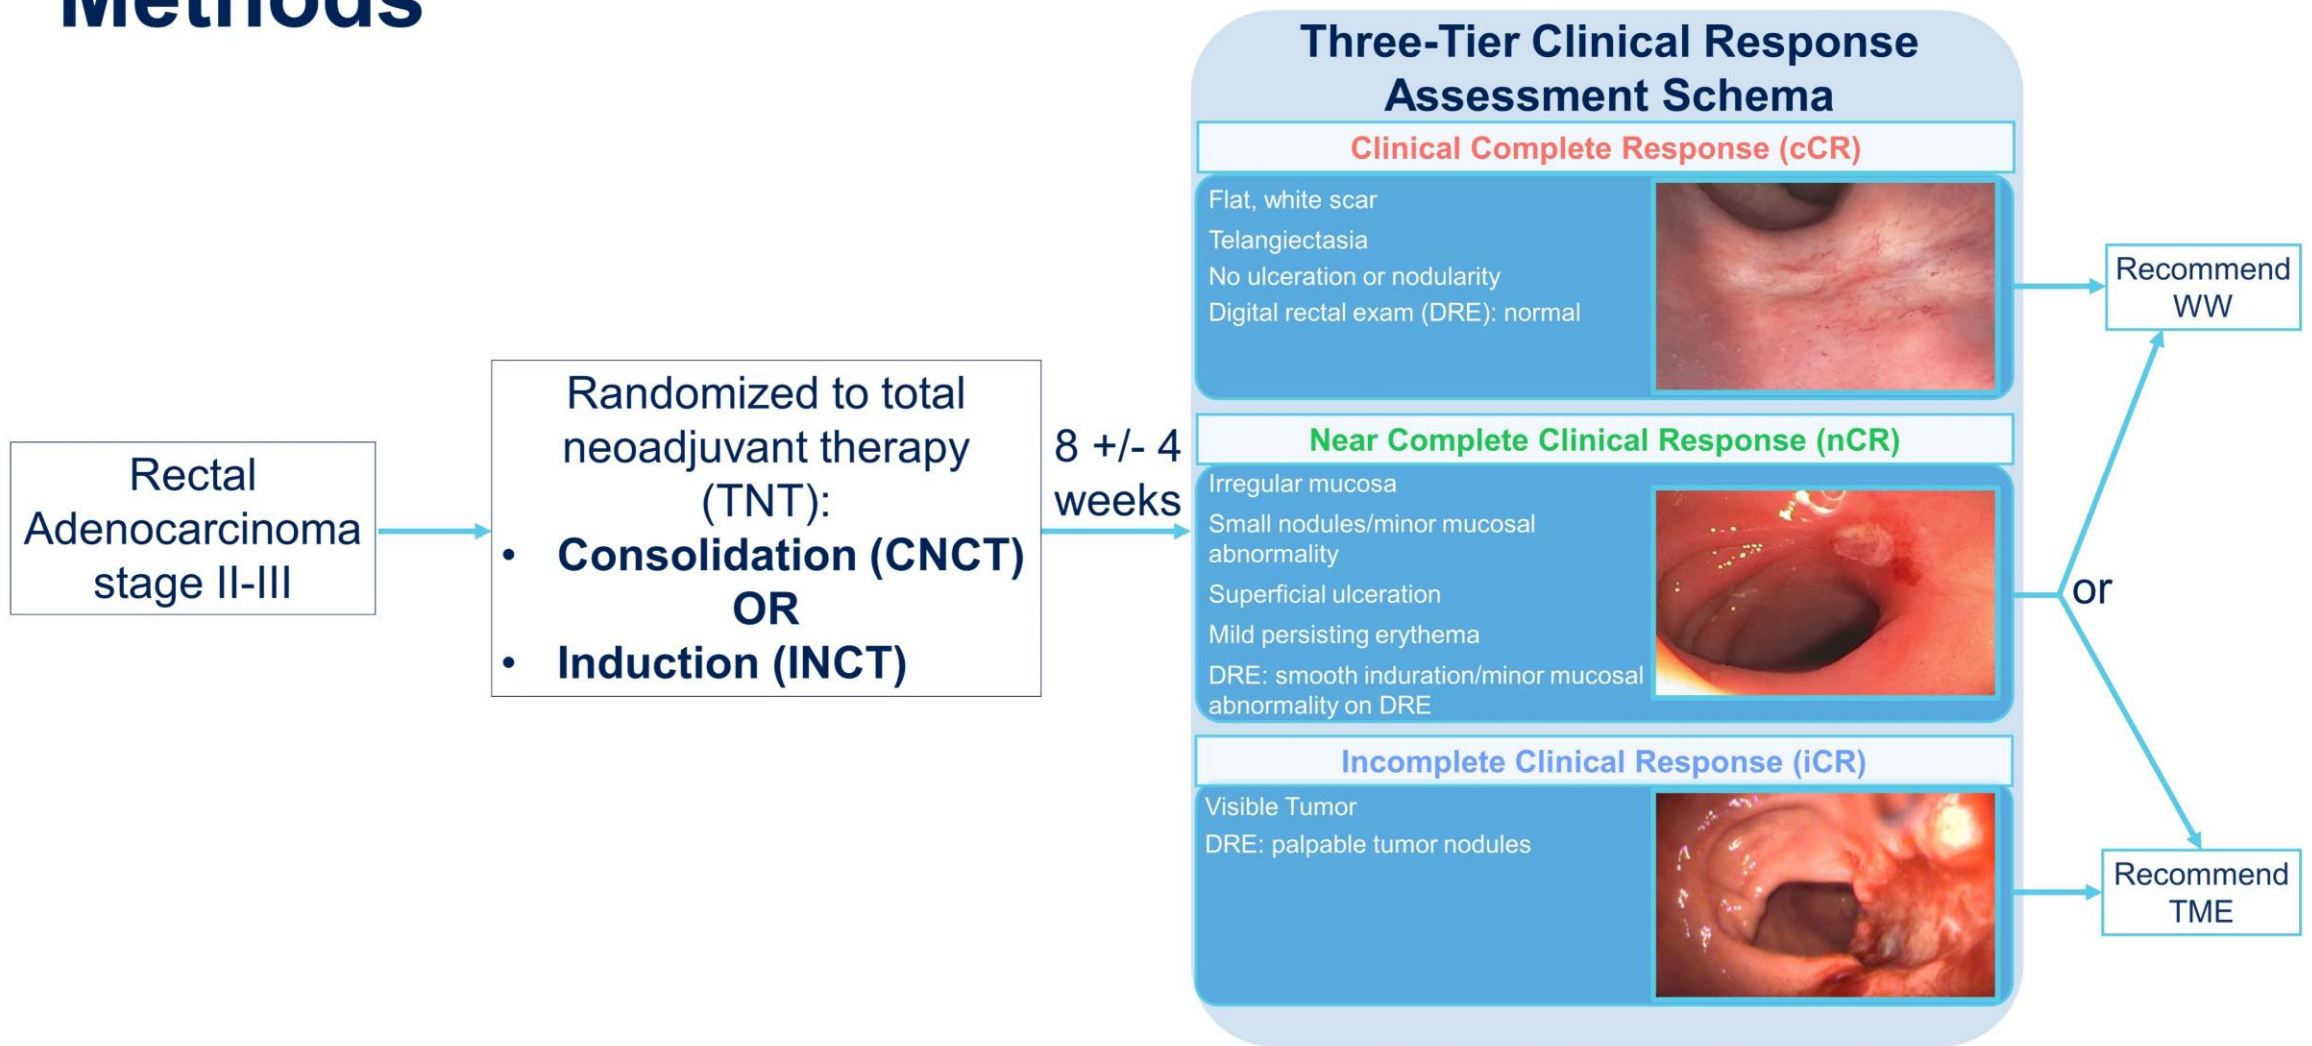 Methods
Rectal
Adenocarcinoma
stage II-III
Randomized to total
neoadjuvant therapy
(TNT):
• Consolidation (CNCT)
OR
• Induction (INCT)
8 +/- 4
weeks
Three-Tier Clinical Response
Assessment Schema
Clinical Complete Response (cCR)
Flat, white scar
Telangiectasia
No ulceration or nodularity
Digital rectal exam (DRE): normal
Near Complete Clinical Response (nCR)
Irregular mucosa
Small nodules/minor mucosal
abnormality
Superficial ulceration
Mild persisting erythema
DRE: smooth induration/minor mucosal
abnormality on DRE
Incomplete Clinical Response (iCR)
Visible Tumor
DRE: palpable tumor nodules
Recommend
WW
or
Recommend
TME